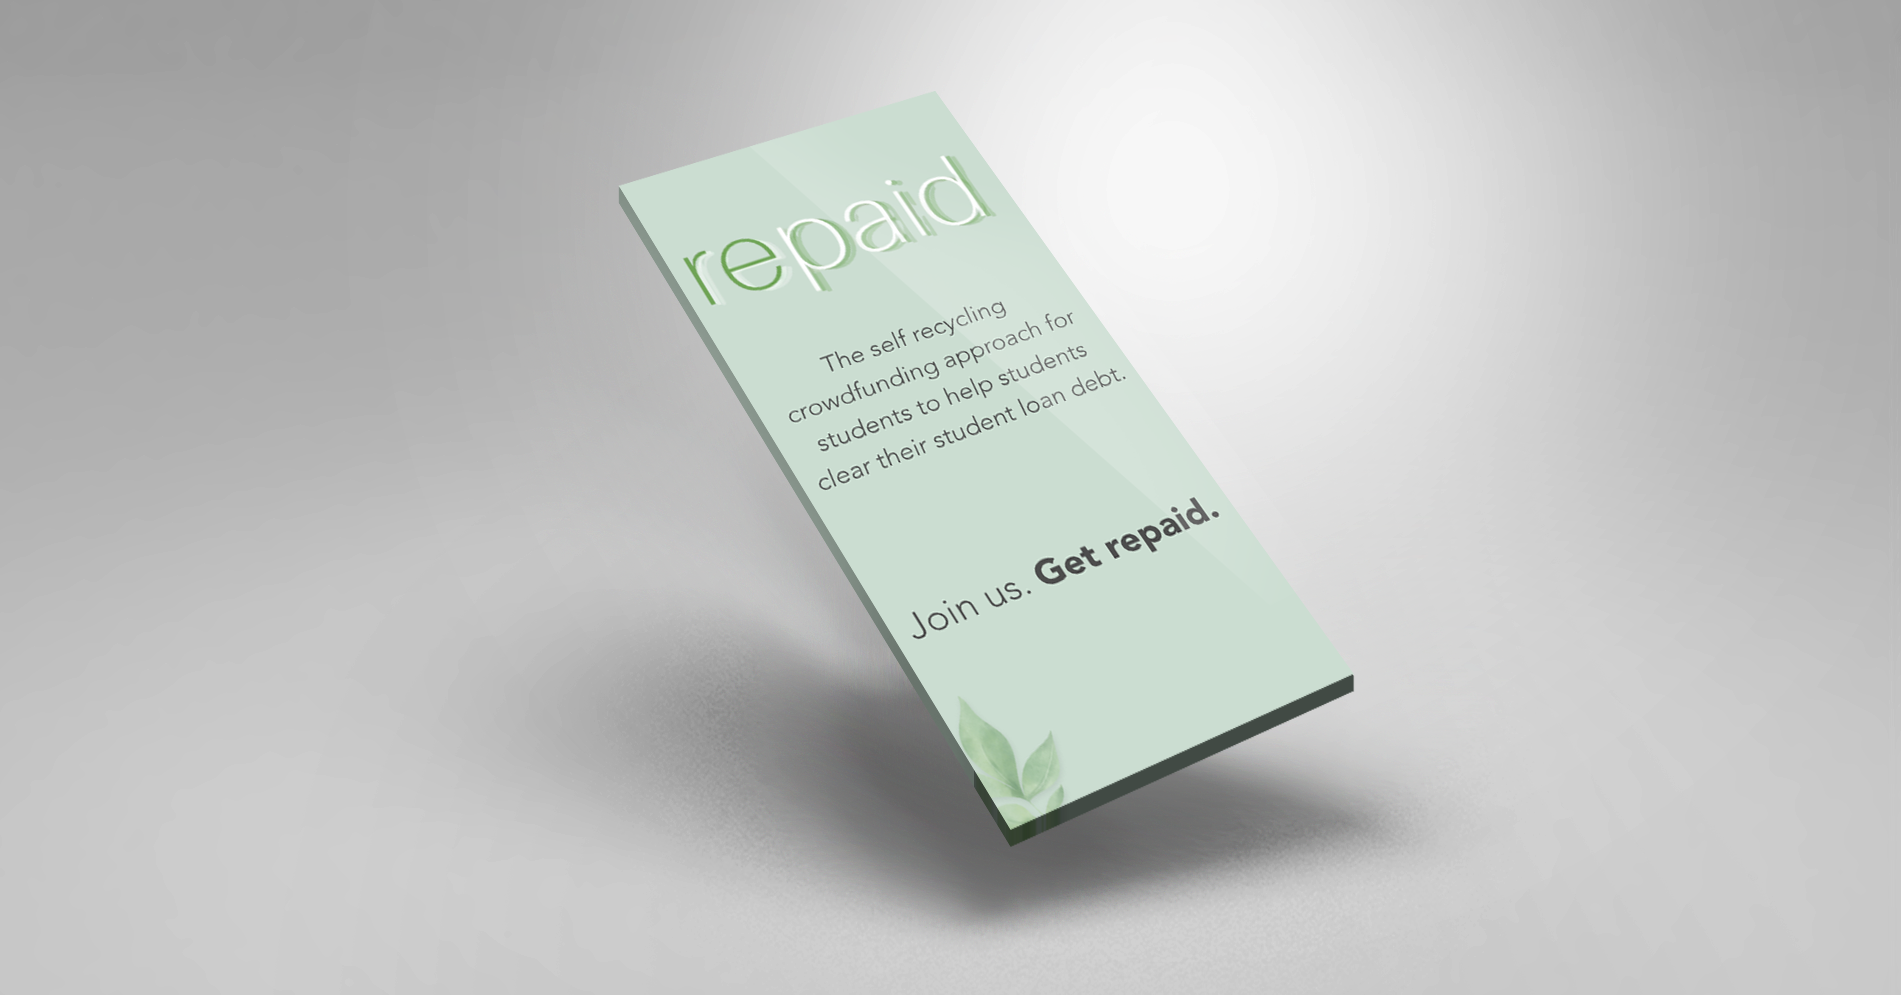 repaid
The self recycling
crowdfunding approach for
students to help students
clear their student loan debt.
Join us. Get repaid.